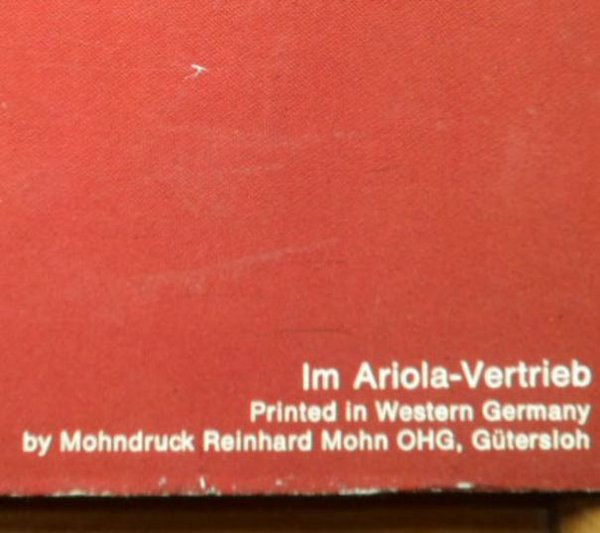 Im Ariola-Vertrieb
Printed in Western Germany
by Mohndruck Reinhard Mohn OHG, Gütersloh